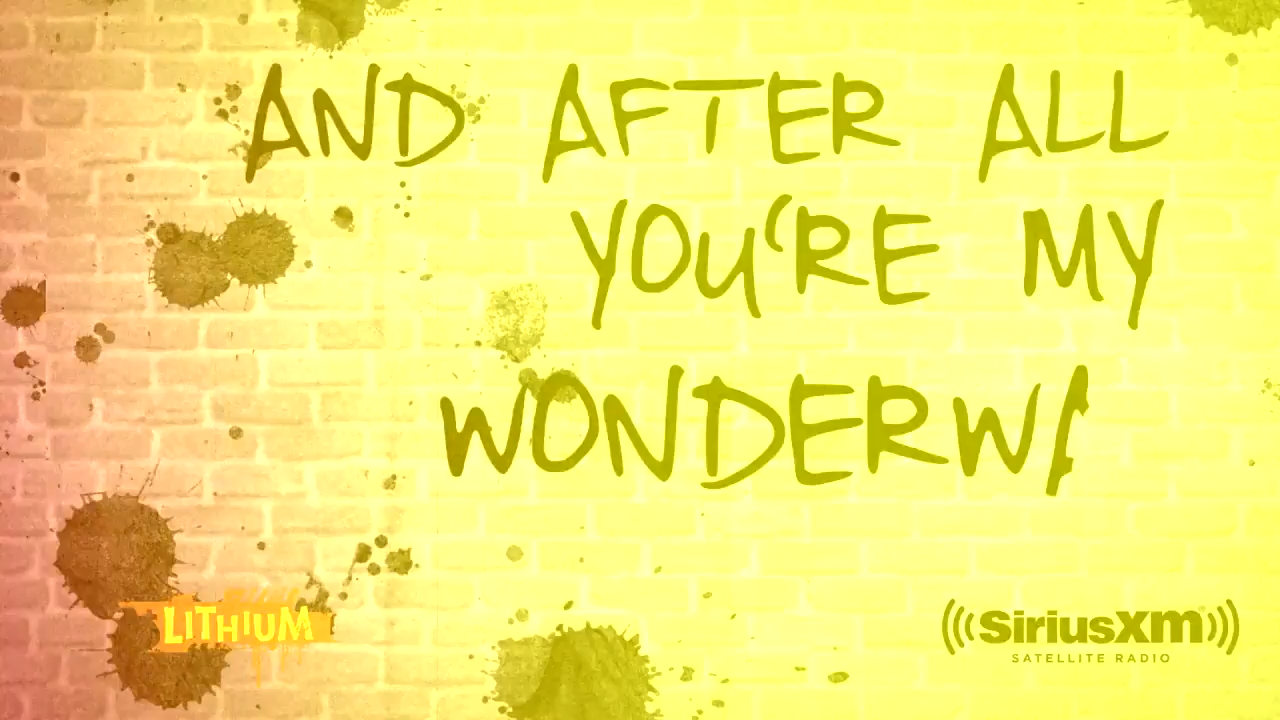 AND AFTER ALL
YOU'RE MY
WONDERW
LITHIUM
SiriusXM
SATELLITE RADIO